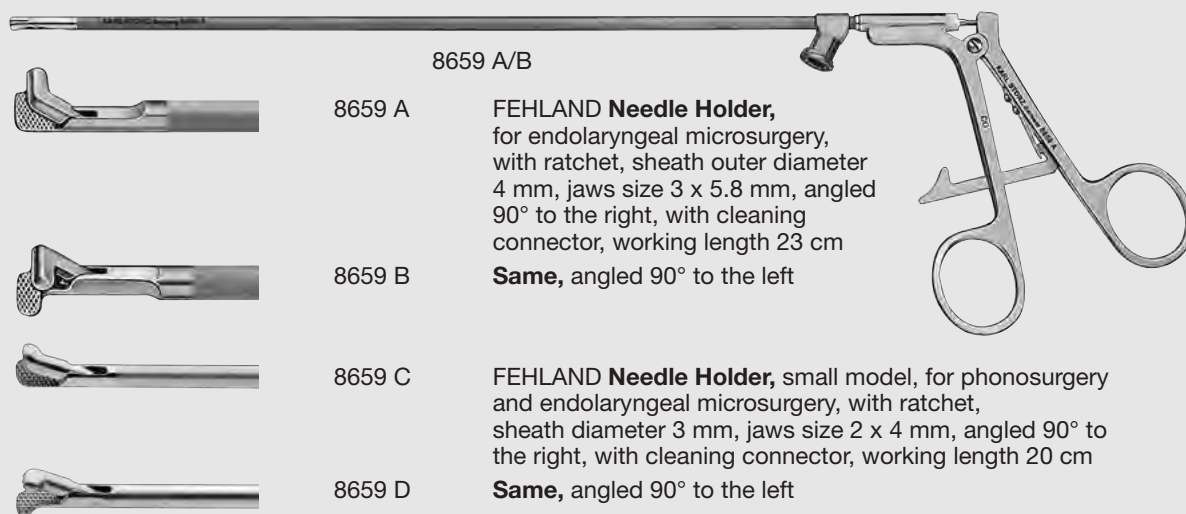 8659 A/B
8659 A
FEHLAND Needle Holder,
for endolaryngeal microsurgery,
with ratchet, sheath outer diameter
4 mm, jaws size 3 x 5.8 mm, angled
90° to the right, with cleaning
connector, working length 23 cm
8659 B
Same, angled 90° to the left
8659 C
FEHLAND Needle Holder, small model, for phonosurgery
and endolaryngeal microsurgery, with ratchet,
sheath diameter 3 mm, jaws size 2 x 4 mm, angled 90° to
the right, with cleaning connector, working length 20 cm
8659 D
Same, angled 90° to the left
KARL STORZ
8659 A